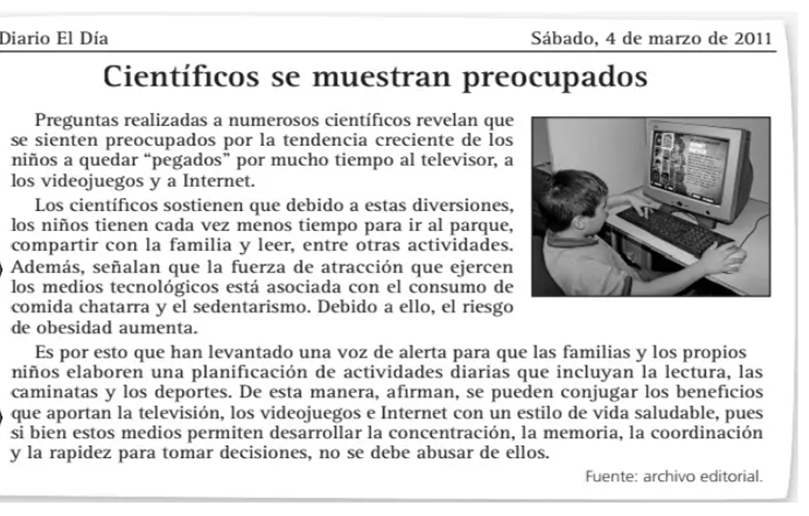 Diario El Día
Sábado, 4 de marzo de 2011
Científicos se muestran preocupados
Preguntas realizadas a numerosos científicos revelan que
se sienten preocupados por la tendencia creciente de los
niños a quedar “pegados” por mucho tiempo al televisor, a
los videojuegos y a Internet.
Los científicos sostienen que debido a estas diversiones,
los niños tienen cada vez menos tiempo para ir al parque,
compartir con la familia y leer, entre otras actividades.
Además, señalan que la fuerza de atracción que ejercen
los medios tecnológicos está asociada con el consumo de
comida chatarra y el sedentarismo. Debido a ello, el riesgo
de obesidad aumenta.
Es por esto que han levantado una voz de alerta para que las familias y los propios
niños elaboren una planificación de actividades diarias que incluyan la lectura, las
caminatas y los deportes. De esta manera, afirman, se pueden conjugar los beneficios
que aportan la televisión, los videojuegos e Internet con un estilo de vida saludable, pues
si bien estos medios permiten desarrollar la concentración, la memoria, la coordinación
y la rapidez para tomar decisiones, no se debe abusar de ellos.
Fuente: archivo editorial.